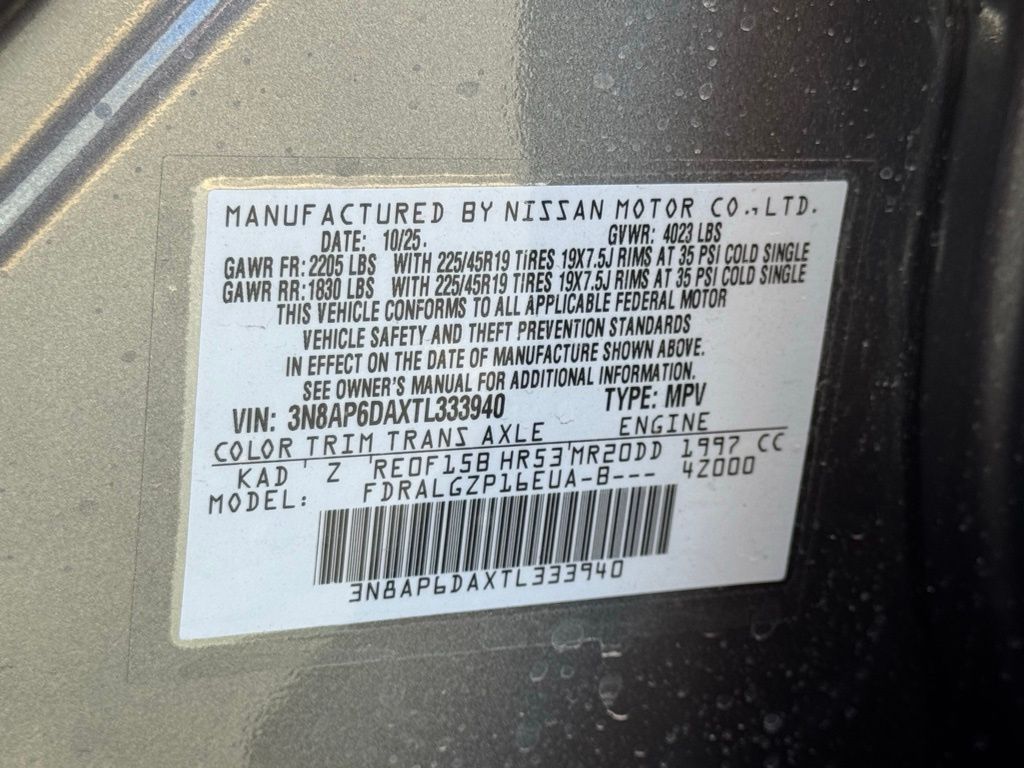 MANUFACTURED BY NISSAN MOTOR CO., LTD.
DATE: 10/25. GVWR: 4023 LBS
GAWR FR: 2205 LBS WITH 225/45R19 TIRES 19X7.5J RIMS AT 35 PSI COLD SINGLE
GAWR RR: 1830 LBS WITH 225/45R19 TIRES 19X7.5J RIMS AT 35 PSI COLD SINGLE
THIS VEHICLE CONFORMS TO ALL APPLICABLE FEDERAL MOTOR
VEHICLE SAFETY AND THEFT PREVENTION STANDARDS
IN EFFECT ON THE DATE OF MANUFACTURE SHOWN ABOVE.
SEE OWNER'S MANUAL FOR ADDITIONAL INFORMATION.
VIN: 3N8AP6DAXTL333940 TYPE: MPV
COLOR TRIM TRANS AXLE ENGINE
KAD Z RE0F15B HR53 MR20DD 1997 CC
MODEL: FDRALGZP16EUA-B--- 4Z000
3N8AP6DAXTL333940